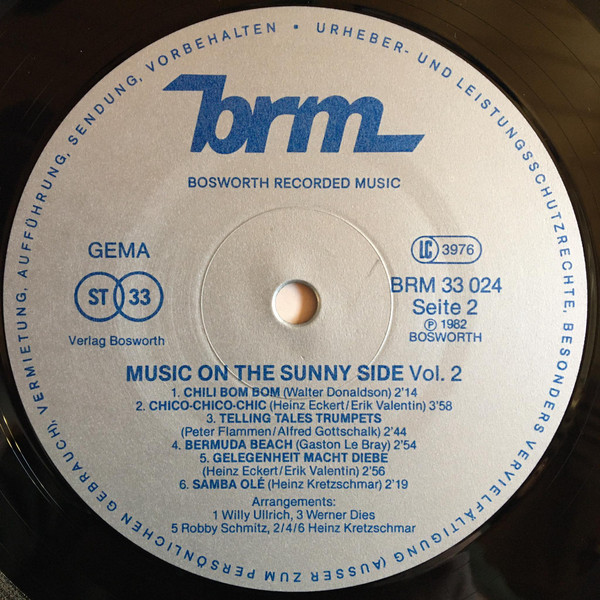 URHEBER- UND LEISTUNGSSCHUTZRECHTE, BESONDERS VERVIELFÄLTIGUNG (AUSSER ZUM PERSÖNLICHEN GEBRAUCH), VERMIETUNG, AUFFÜHRUNG, SENDUNG, VORBEHALTEN •
brm
BOSWORTH RECORDED MUSIC
GEMA
ST 33
Verlag Bosworth
LC 3976
BRM 33 024
Seite 2
Ⓟ 1982
BOSWORTH
MUSIC ON THE SUNNY SIDE Vol. 2
1. CHILI BOM BOM (Walter Donaldson) 2'14
2. CHICO-CHICO-CHIC (Heinz Eckert/Erik Valentin) 3'58
3. TELLING TALES TRUMPETS
(Peter Flammen/Alfred Gottschalk) 2'44
4. BERMUDA BEACH (Gaston Le Bray) 2'54
5. GELEGENHEIT MACHT DIEBE
(Heinz Eckert/Erik Valentin) 2'56
6. SAMBA OLÉ (Heinz Kretzschmar) 2'19
Arrangements:
1 Willy Ullrich, 3 Werner Dies
5 Robby Schmitz, 2/4/6 Heinz Kretzschmar